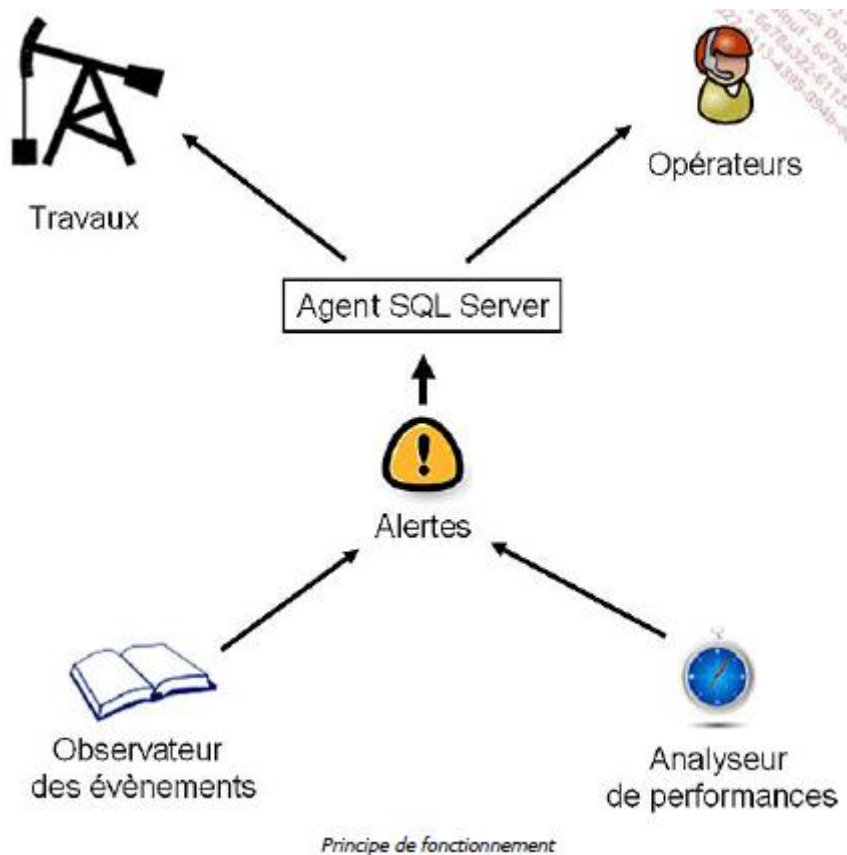 Opérateurs
Travaux
Agent SQL Server
Alertes
Observateur
des évènements
Analyseur
de performances
Principe de fonctionnement